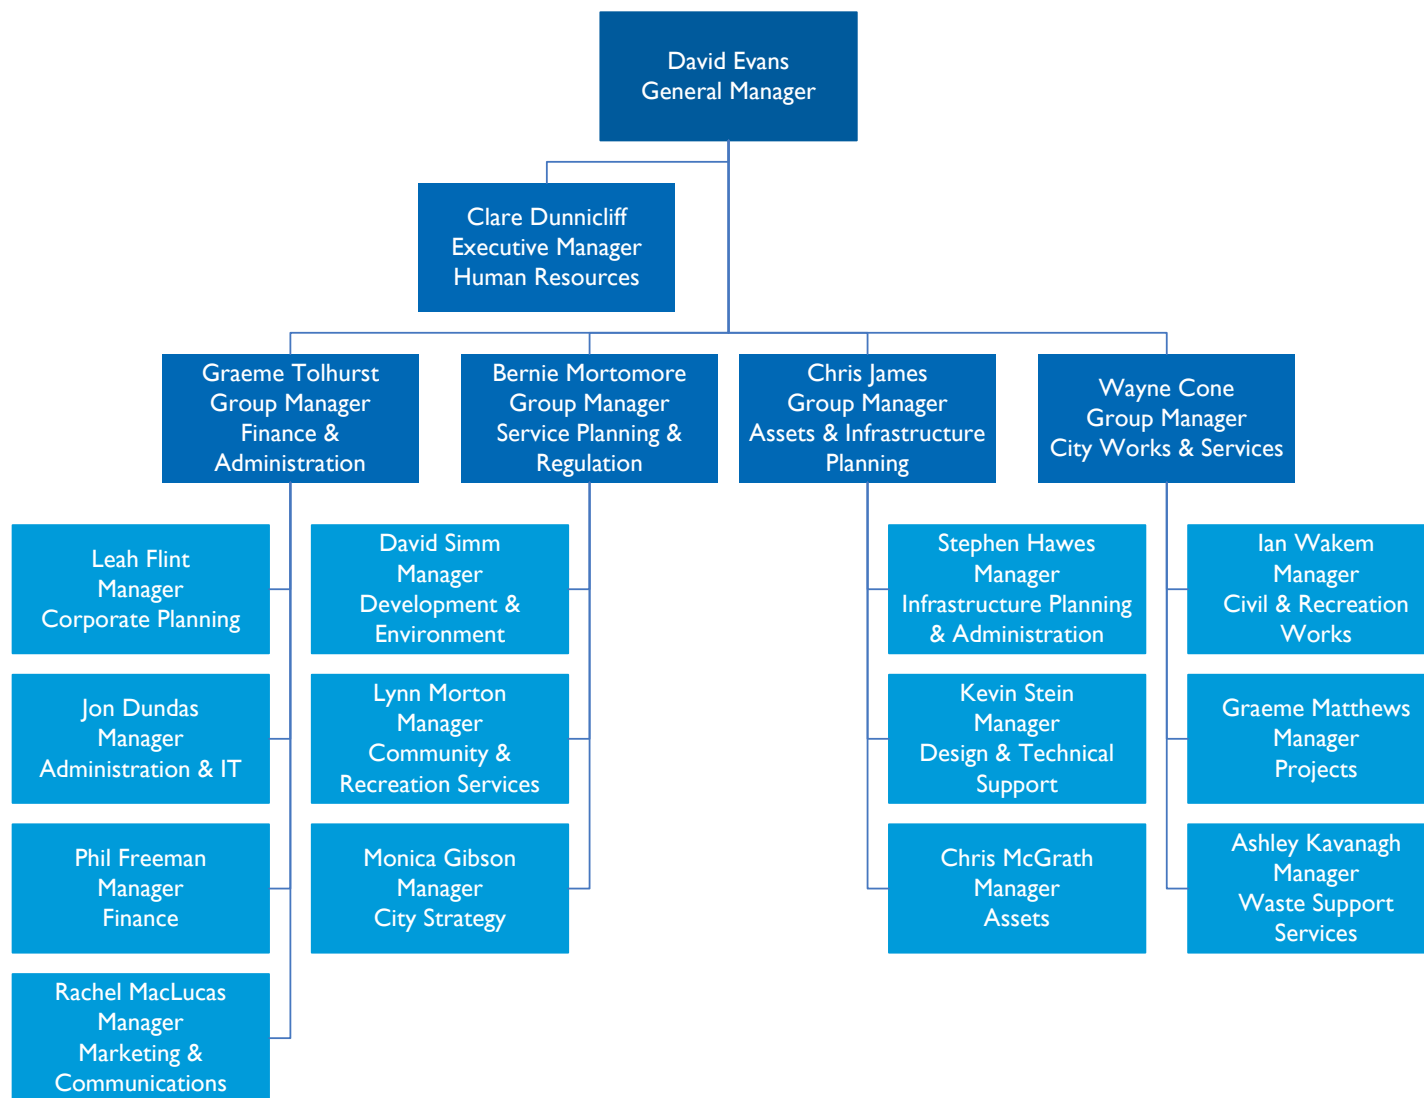 David Evans
General Manager
Clare Dunnicliff
Executive Manager
Human Resources
Graeme Tolhurst
Group Manager
Finance &
Administration
Bernie Mortomore
Group Manager
Service Planning &
Regulation
Chris James
Group Manager
Assets & Infrastructure
Planning
Wayne Cone
Group Manager
City Works & Services
Leah Flint
Manager
Corporate Planning
Jon Dundas
Manager
Administration & IT
Phil Freeman
Manager
Finance
Rachel MacLucas
Manager
Marketing &
Communications
David Simm
Manager
Development &
Environment
Lynn Morton
Manager
Community &
Recreation Services
Monica Gibson
Manager
City Strategy
Stephen Hawes
Manager
Infrastructure Planning
& Administration
Kevin Stein
Manager
Design & Technical
Support
Chris McGrath
Manager
Assets
Ian Wakem
Manager
Civil & Recreation
Works
Graeme Matthews
Manager
Projects
Ashley Kavanagh
Manager
Waste Support
Services